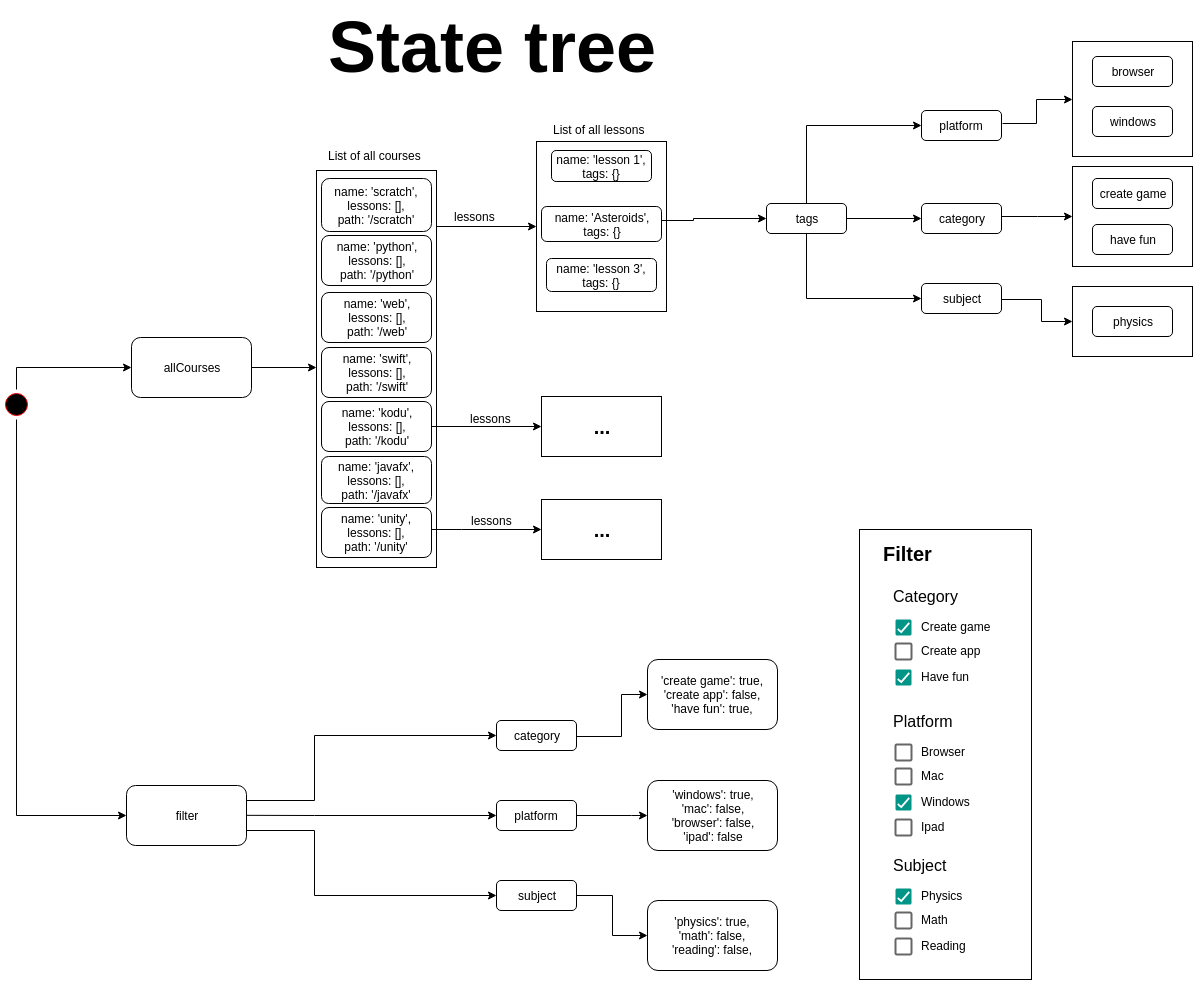 State tree
List of all courses
name: 'scratch',
lessons: [],
path: '/scratch'
name: 'python',
lessons: [],
path: '/python'
name: 'web',
lessons: [],
path: '/web'
name: 'swift',
lessons: [],
path: '/swift'
name: 'kodu',
lessons: [],
path: '/kodu'
name: 'javafx',
lessons: [],
path: '/javafx'
name: 'unity',
lessons: [],
path: '/unity'
allCourses
lessons
List of all lessons
name: 'lesson 1',
tags: {}
name: 'Asteroids',
tags: {}
name: 'lesson 3',
tags: {}
lessons
...
lessons
...
tags
platform
category
subject
browser
windows
create game
have fun
physics
filter
category
platform
subject
'create game': true,
'create app': false,
'have fun': true,
'windows': true,
'mac': false,
'browser': false,
'ipad': false
'physics': true,
'math': false,
'reading': false,
Filter
Category
Create game
Create app
Have fun
Platform
Browser
Mac
Windows
Ipad
Subject
Physics
Math
Reading